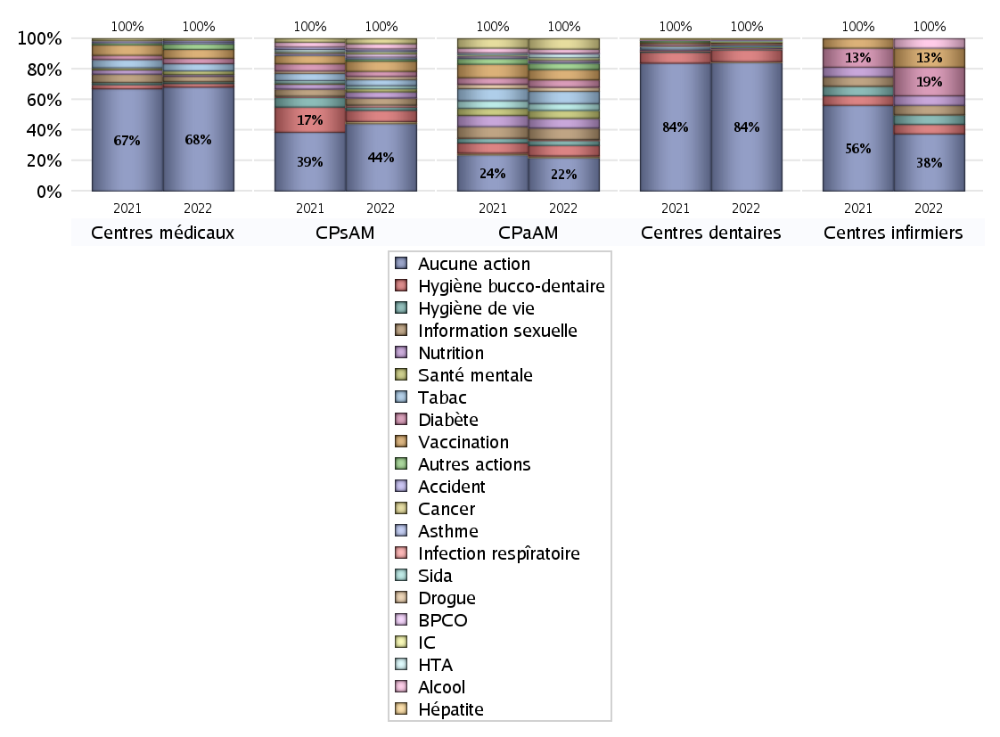 100% 100% 100% 100% 100% 100% 100% 100% 100% 100%
100%
80%
60%
40%
20%
0%
13% 13%
19%
17%
67% 68% 39% 44% 24% 22% 84% 84% 56% 38%
2021 2022 2021 2022 2021 2022 2021 2022 2021 2022
Centres médicaux CPsAM CPaAM Centres dentaires Centres infirmiers
Aucune action
Hygiène bucco-dentaire
Hygiène de vie
Information sexuelle
Nutrition
Santé mentale
Tabac
Diabète
Vaccination
Autres actions
Accident
Cancer
Asthme
Infection respîratoire
Sida
Drogue
BPCO
IC
HTA
Alcool
Hépatite